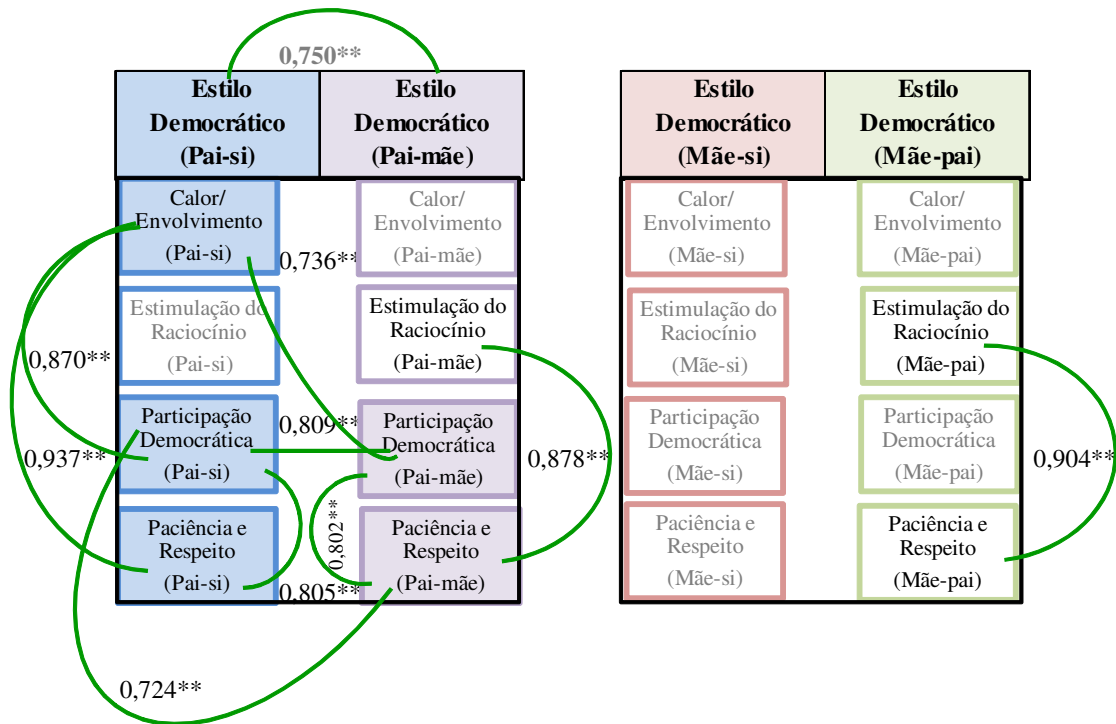 0,750**
Estilo
Democrático
(Pai-si)
Estilo
Democrático
(Pai-mãe)
Estilo
Democrático
(Mãe-si)
Estilo
Democrático
(Mãe-pai)
Calor/
Envolvimento
(Pai-si)
0,736**
Calor/
Envolvimento
(Pai-mãe)
Calor/
Envolvimento
(Mãe-si)
Calor/
Envolvimento
(Mãe-pai)
Estimulação do
Raciocínio
(Pai-si)
Estimulação do
Raciocínio
(Pai-mãe)
Estimulação do
Raciocínio
(Mãe-si)
Estimulação do
Raciocínio
(Mãe-pai)
0,870**
Participação
Democrática
(Pai-si)
0,809**
Participação
Democrática
(Pai-mãe)
Participação
Democrática
(Mãe-si)
Participação
Democrática
(Mãe-pai)
0,937**
0,878**
0,904**
Paciência e
Respeito
(Pai-si)
0,802**
0,805**
Paciência e
Respeito
(Pai-mãe)
Paciência e
Respeito
(Mãe-si)
Paciência e
Respeito
(Mãe-pai)
0,724**